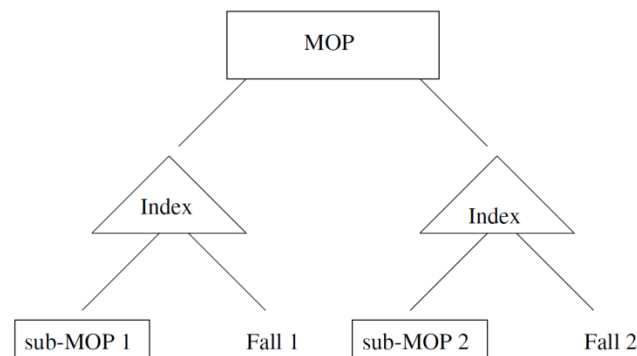 MOP
Index
Index
sub-MOP 1
Fall 1
sub-MOP 2
Fall 2